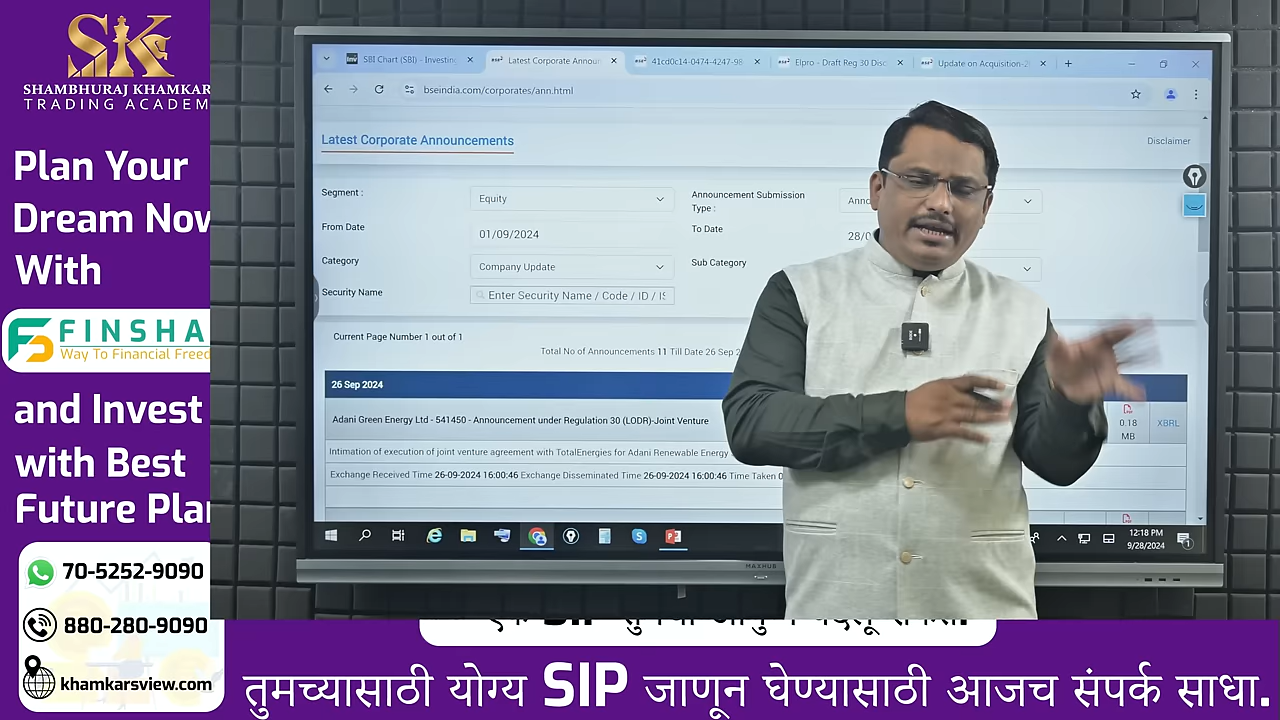 SK
SHAMBHURAJ KHAMKAR
TRADING ACADEM
Plan Your
Dream Now
With
FINSHA
Way To Financial Freed
and Invest
with Best
Future Plan
70-5252-9090
880-280-9090
khamkarsview.com
SBI Chart (SBI) - Investing
Latest Corporate Announ
41cd0c14-0474-4247-98
Elpro - Draft Reg 30 Disc
Update on Acquisition-2
bseindia.com/corporates/ann.html
Latest Corporate Announcements
Disclaimer
Segment :
Equity
Announcement Submission
Type :
Anno
From Date
01/09/2024
To Date
28/0
Category
Company Update
Sub Category
Security Name
Enter Security Name / Code / ID / IS
Current Page Number 1 out of 1
Total No of Announcements 11 Till Date 26 Sep 2
26 Sep 2024
Adani Green Energy Ltd - 541450 - Announcement under Regulation 30 (LODR)-Joint Venture
0.18
MB
XBRL
Intimation of execution of joint venture agreement with TotalEnergies for Adani Renewable Energy
Exchange Received Time 26-09-2024 16:00:46 Exchange Disseminated Time 26-09-2024 16:00:46 Time Taken 0
12:18 PM
9/28/2024
MAXHUB
SIP
तुमच्यासाठी योग्य SIP जाणून घेण्यासाठी आजच संपर्क साधा.